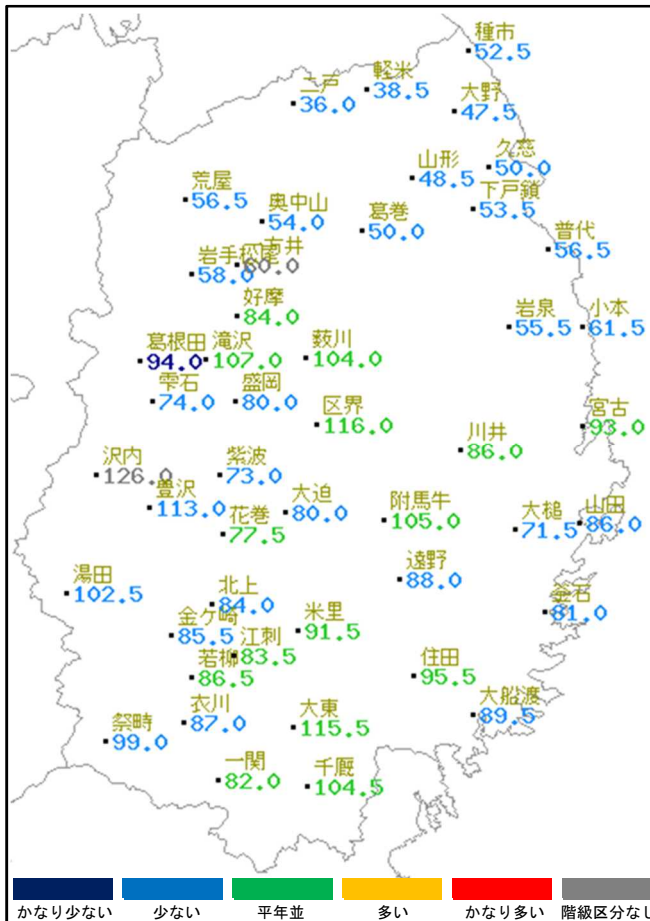 種市
52.5
軽米
38.5
二戸
36.0
大野
47.5
久慈
50.0
山形
48.5
下戸鎖
53.5
荒屋
56.5
奥中山
54.0
葛巻
50.0
普代
56.5
岩手松尾
58.0
一方井
60.0
好摩
84.0
岩泉
55.5
小本
61.5
葛根田
94.0
滝沢
107.0
薮川
104.0
雫石
74.0
盛岡
80.0
区界
116.0
川井
86.0
宮古
93.0
沢内
126.0
紫波
73.0
豊沢
113.0
花巻
77.5
大迫
80.0
附馬牛
105.0
大槌
71.5
山田
86.0
湯田
102.5
北上
84.0
遠野
88.0
釜石
81.0
金ケ崎
85.5
江刺
83.5
米里
91.5
若柳
86.5
住田
95.5
大船渡
89.5
衣川
87.0
祭畤
99.0
大東
115.5
一関
82.0
千厩
104.5
かなり少ない 少ない 平年並 多い かなり多い 階級区分なし